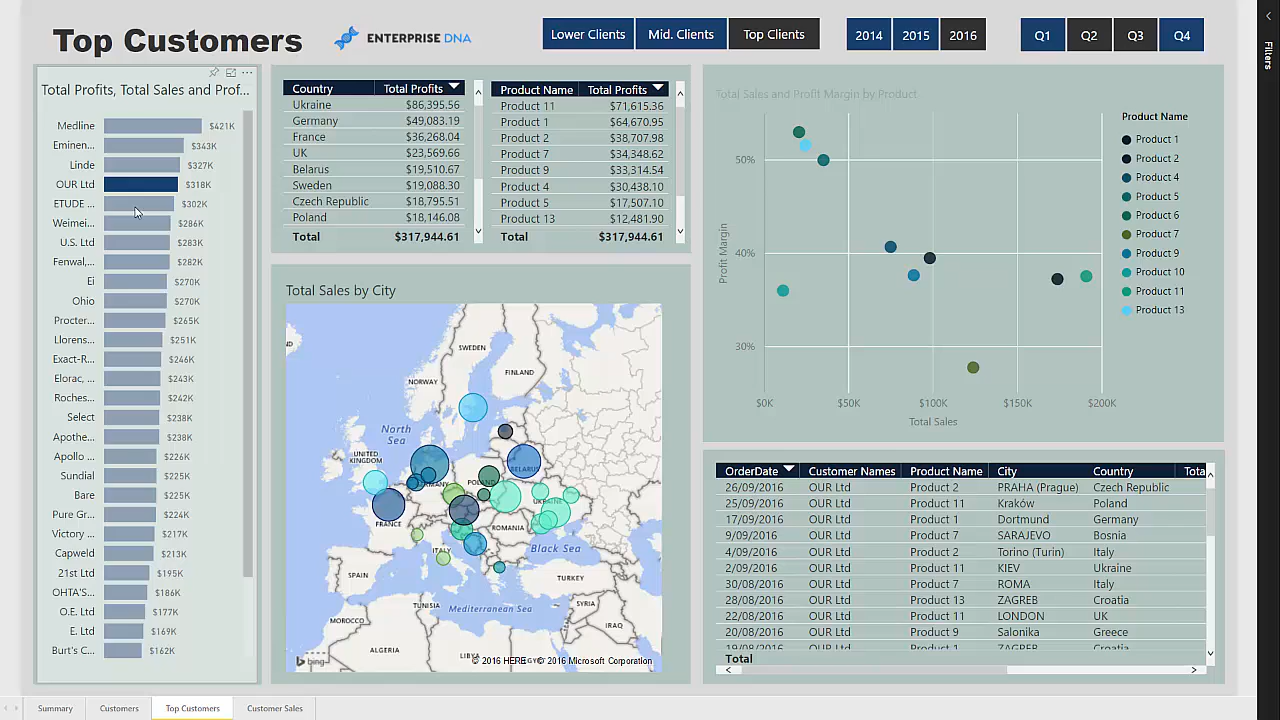 Top Customers
ENTERPRISE DNA
Lower Clients Mid. Clients Top Clients
2014 2015 2016
Q1 Q2 Q3 Q4
Filters
Total Profits, Total Sales and Prof...
Medline $421K
Eminen... $343K
Linde $327K
OUR Ltd $318K
ETUDE ... $302K
Weimei... $286K
U.S. Ltd $283K
Fenwal,... $282K
Ei $270K
Ohio $270K
Procter... $265K
Llorens... $251K
Exact-R... $246K
Elorac, ... $243K
Roches... $242K
Select $238K
Apothe... $238K
Apollo ... $226K
Sundial $225K
Bare $225K
Pure Gr... $224K
Victory ... $217K
Capweld $213K
21st Ltd $195K
OHTA'S... $186K
O.E. Ltd $177K
E. Ltd $169K
Burt's C... $162K
Country Total Profits
Ukraine $86,395.56
Germany $49,083.19
France $36,268.04
UK $23,569.66
Belarus $19,510.67
Sweden $19,088.30
Czech Republic $18,795.51
Poland $18,146.08
Total $317,944.61
Product Name Total Profits
Product 11 $71,615.36
Product 1 $64,670.95
Product 2 $38,707.98
Product 7 $34,348.62
Product 9 $33,314.54
Product 4 $30,438.10
Product 5 $17,507.10
Product 13 $12,481.90
Total $317,944.61
Total Sales by City
SWEDEN
FINLAND
NORWAY
North
Sea
UNITED
KINGDOM
BELARUS
POLAND
FRANCE
ROMANIA
ITALY
Black Sea
SPAIN
TURKEY
TUNISIA
Mediterranean Sea
SYRIA
MOROCCO
IRAQ
ALGERIA
bing
© 2016 HERE © 2016 Microsoft Corporation
Total Sales and Profit Margin by Product
50%
40%
30%
Profit Margin
$0K $50K $100K $150K $200K
Total Sales
Product Name
Product 1
Product 2
Product 4
Product 5
Product 6
Product 7
Product 9
Product 10
Product 11
Product 13
OrderDate Customer Names Product Name City Country Tota
26/09/2016 OUR Ltd Product 2 PRAHA (Prague) Czech Republic
25/09/2016 OUR Ltd Product 11 Kraków Poland
17/09/2016 OUR Ltd Product 1 Dortmund Germany
9/09/2016 OUR Ltd Product 7 SARAJEVO Bosnia
4/09/2016 OUR Ltd Product 2 Torino (Turin) Italy
2/09/2016 OUR Ltd Product 11 KIEV Ukraine
30/08/2016 OUR Ltd Product 7 ROMA Italy
28/08/2016 OUR Ltd Product 13 ZAGREB Croatia
22/08/2016 OUR Ltd Product 11 LONDON UK
20/08/2016 OUR Ltd Product 9 Salonika Greece
19/08/2016 OUR Ltd Product 1 ZAGREB Croatia
Total
Summary Customers Top Customers Customer Sales